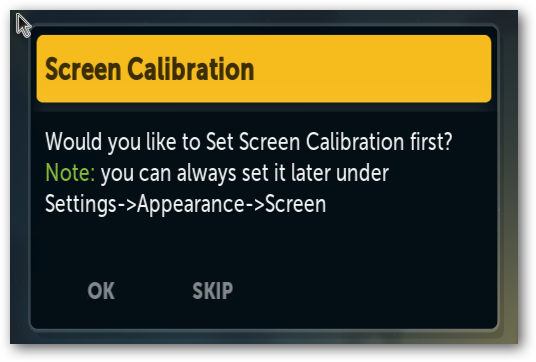 Screen Calibration
Would you like to Set Screen Calibration first?
Note: you can always set it later under
Settings->Appearance->Screen
OK SKIP